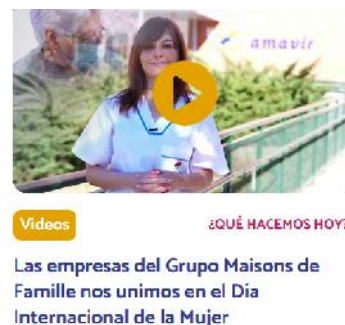 amavir
Videos
¿QUÉ HACEMOS HOY?
Las empresas del Grupo Maisons de
Famille nos unimos en el Día
Internacional de la Mujer